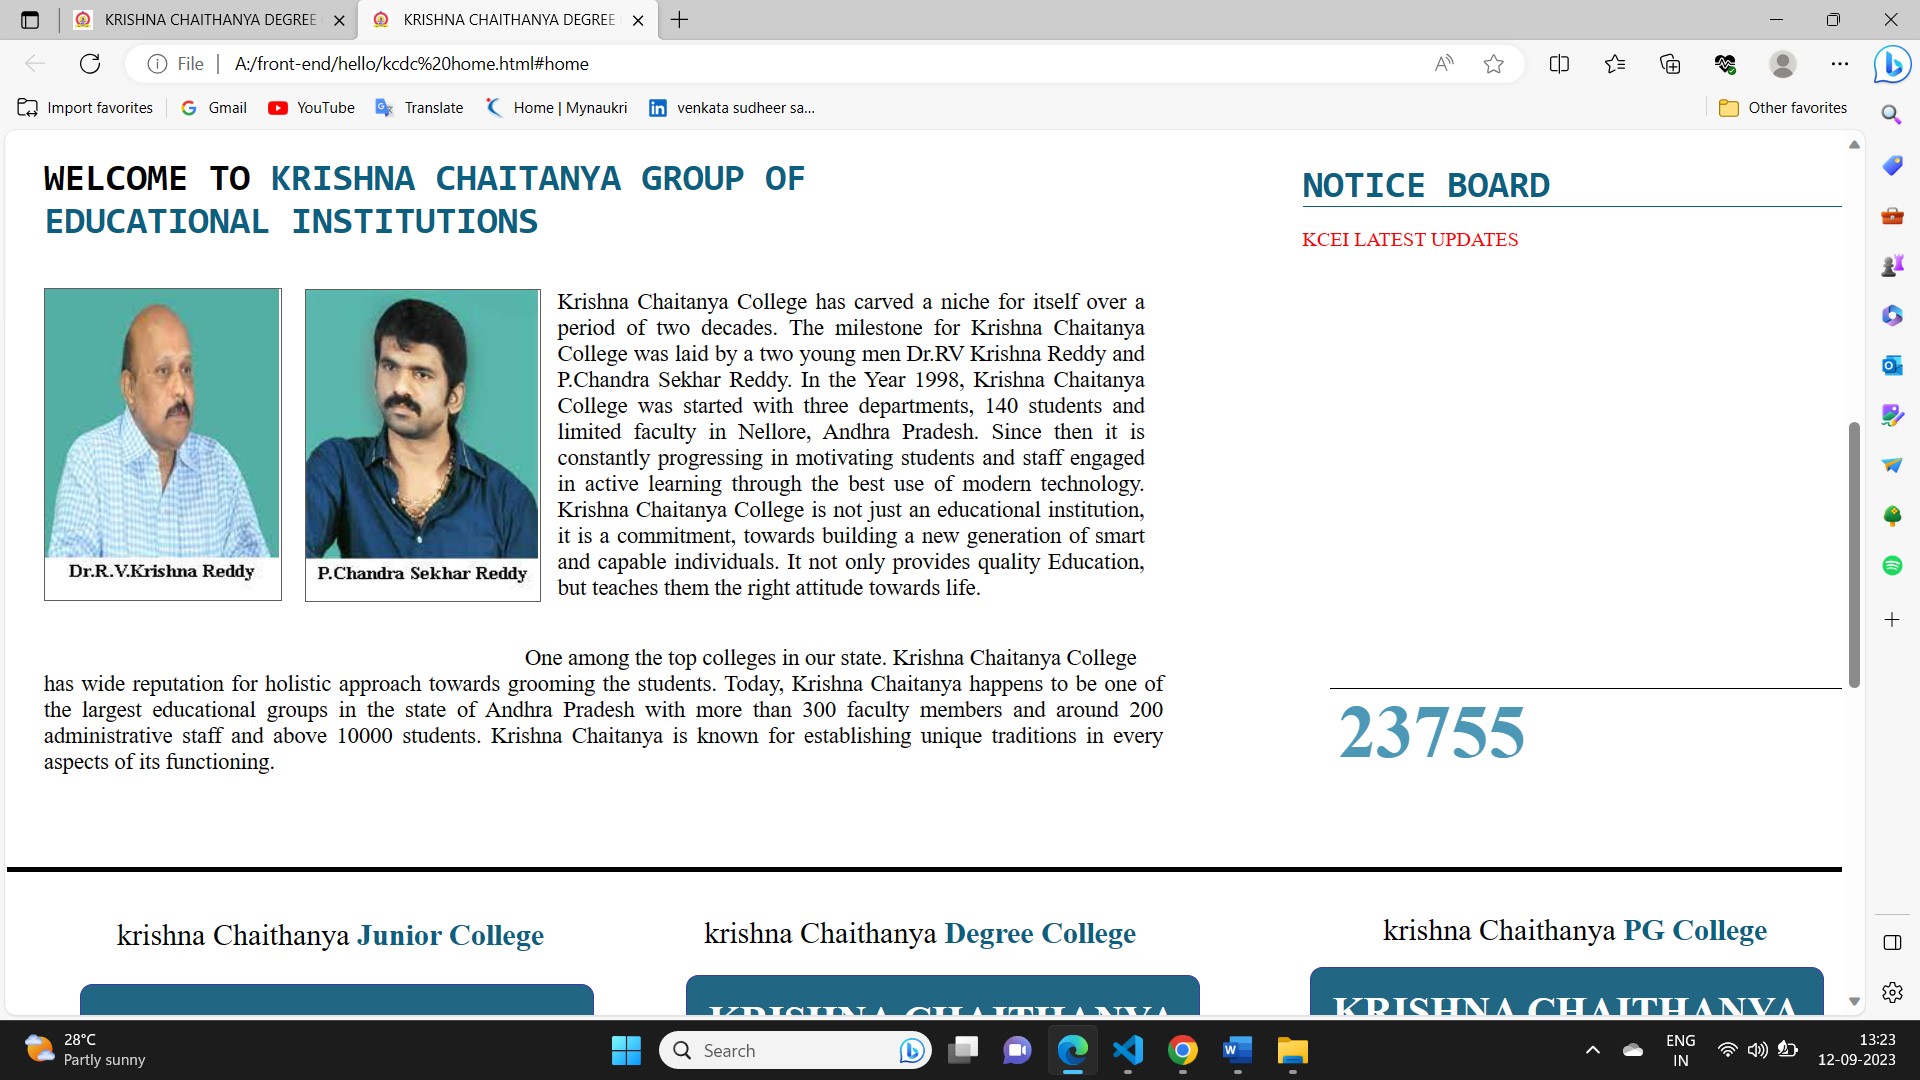 KRISHNA CHAITHANYA DEGREE
KRISHNA CHAITHANYA DEGREE
File
A:/front-end/hello/kcdc%20home.html#home
Import favorites
Gmail
YouTube
Translate
Home | Mynaukri
venkata sudheer sa...
Other favorites
WELCOME TO KRISHNA CHAITANYA GROUP OF
EDUCATIONAL INSTITUTIONS
Dr.R.V.Krishna Reddy
P.Chandra Sekhar Reddy
Krishna Chaitanya College has carved a niche for itself over a
period of two decades. The milestone for Krishna Chaitanya
College was laid by a two young men Dr.RV Krishna Reddy and
P.Chandra Sekhar Reddy. In the Year 1998, Krishna Chaitanya
College was started with three departments, 140 students and
limited faculty in Nellore, Andhra Pradesh. Since then it is
constantly progressing in motivating students and staff engaged
in active learning through the best use of modern technology.
Krishna Chaitanya College is not just an educational institution,
it is a commitment, towards building a new generation of smart
and capable individuals. It not only provides quality Education,
but teaches them the right attitude towards life.
One among the top colleges in our state. Krishna Chaitanya College
has wide reputation for holistic approach towards grooming the students. Today, Krishna Chaitanya happens to be one of
the largest educational groups in the state of Andhra Pradesh with more than 300 faculty members and around 200
administrative staff and above 10000 students. Krishna Chaitanya is known for establishing unique traditions in every
aspects of its functioning.
NOTICE BOARD
KCEI LATEST UPDATES
23755
krishna Chaithanya Junior College
krishna Chaithanya Degree College
krishna Chaithanya PG College
KRISHNA CHAITHANYA
KRISHNA CHAITHANYA
28°C
Partly sunny
Search
ENG
IN
13:23
12-09-2023